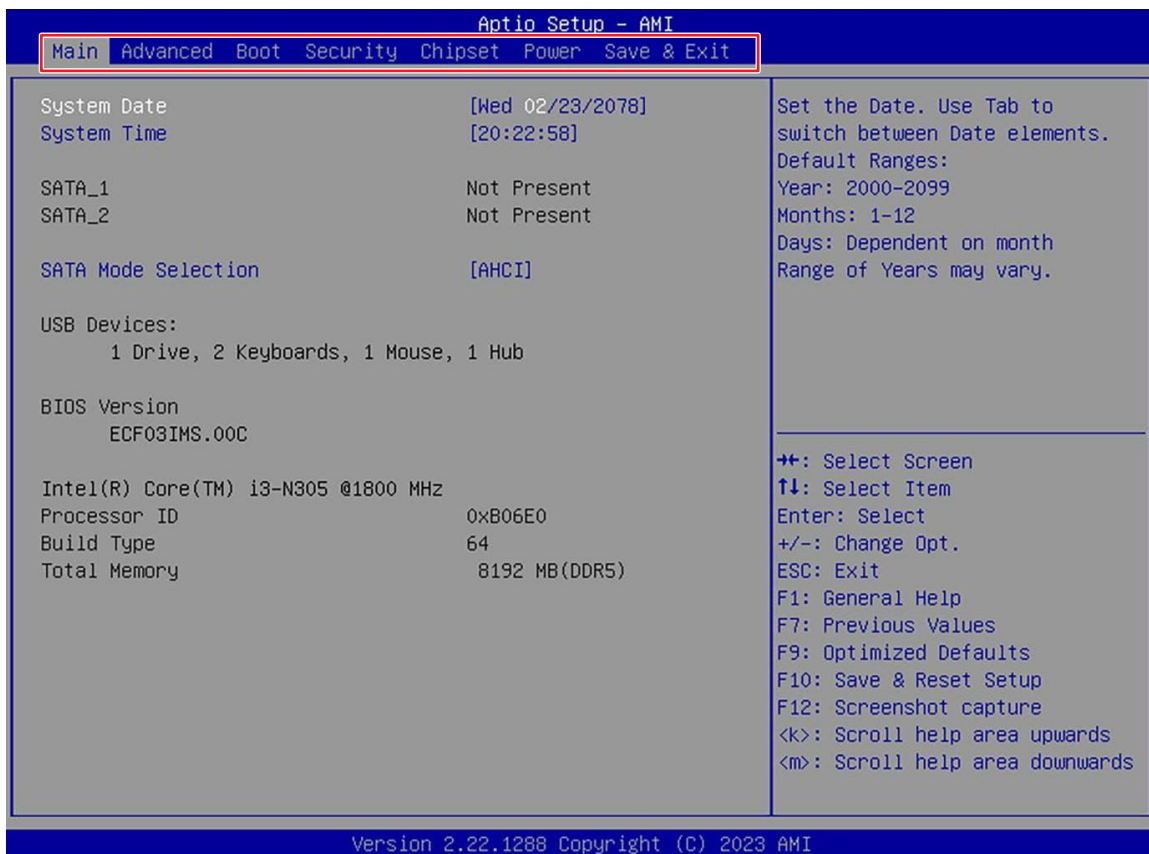 Aptio Setup - AMI
Main Advanced Boot Security Chipset Power Save & Exit
System Date [Wed 02/23/2078]
System Time [20:22:58]
SATA_1 Not Present
SATA_2 Not Present
SATA Mode Selection [AHCI]
USB Devices:
1 Drive, 2 Keyboards, 1 Mouse, 1 Hub
BIOS Version
ECF03IMS.00C
Intel(R) Core(TM) i3-N305 @1800 MHz
Processor ID 0xB06E0
Build Type 64
Total Memory 8192 MB(DDR5)
Set the Date. Use Tab to
switch between Date elements.
Default Ranges:
Year: 2000-2099
Months: 1-12
Days: Dependent on month
Range of Years may vary.
→←: Select Screen
↑↓: Select Item
Enter: Select
+/-: Change Opt.
ESC: Exit
F1: General Help
F7: Previous Values
F9: Optimized Defaults
F10: Save & Reset Setup
F12: Screenshot capture
<k>: Scroll help area upwards
<m>: Scroll help area downwards
Version 2.22.1288 Copyright (C) 2023 AMI